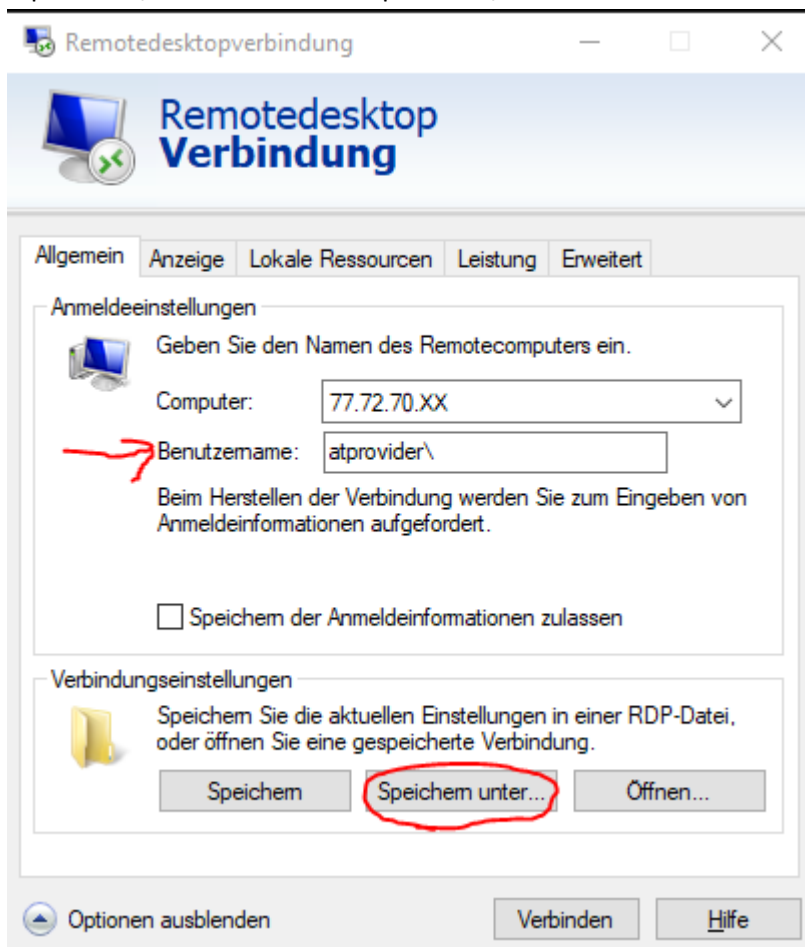 Remotedesktopverbindung
Remotedesktop
Verbindung
Allgemein Anzeige Lokale Ressourcen Leistung Erweitert
Anmeldeeinstellungen
Geben Sie den Namen des Remotecomputers ein.
Computer: 77.72.70.XX
Benutzername: atprovider\
Beim Herstellen der Verbindung werden Sie zum Eingeben von
Anmeldeinformationen aufgefordert.
Speichern der Anmeldeinformationen zulassen
Verbindungseinstellungen
Speichern Sie die aktuellen Einstellungen in einer RDP-Datei,
oder öffnen Sie eine gespeicherte Verbindung.
Speichern Speichern unter... Öffnen...
Optionen ausblenden Verbinden Hilfe